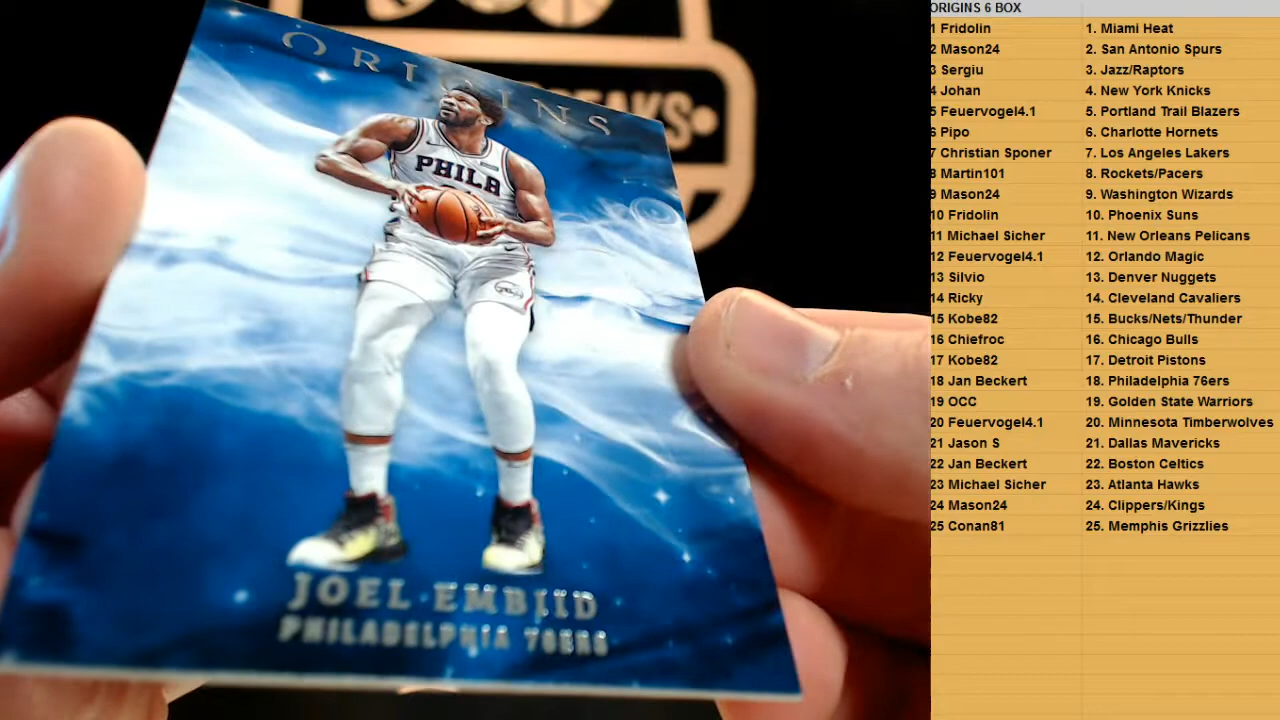 ORIGINS
BREAKS
PHILA
JOEL EMBIID
PHILADELPHIA 76ERS
ORIGINS 6 BOX
1 Fridolin 1. Miami Heat
2 Mason24 2. San Antonio Spurs
3 Sergiu 3. Jazz/Raptors
4 Johan 4. New York Knicks
5 Feuervogel4.1 5. Portland Trail Blazers
6 Pipo 6. Charlotte Hornets
7 Christian Sponer 7. Los Angeles Lakers
8 Martin101 8. Rockets/Pacers
9 Mason24 9. Washington Wizards
10 Fridolin 10. Phoenix Suns
11 Michael Sicher 11. New Orleans Pelicans
12 Feuervogel4.1 12. Orlando Magic
13 Silvio 13. Denver Nuggets
14 Ricky 14. Cleveland Cavaliers
15 Kobe82 15. Bucks/Nets/Thunder
16 Chiefroc 16. Chicago Bulls
17 Kobe82 17. Detroit Pistons
18 Jan Beckert 18. Philadelphia 76ers
19 OCC 19. Golden State Warriors
20 Feuervogel4.1 20. Minnesota Timberwolves
21 Jason S 21. Dallas Mavericks
22 Jan Beckert 22. Boston Celtics
23 Michael Sicher 23. Atlanta Hawks
24 Mason24 24. Clippers/Kings
25 Conan81 25. Memphis Grizzlies